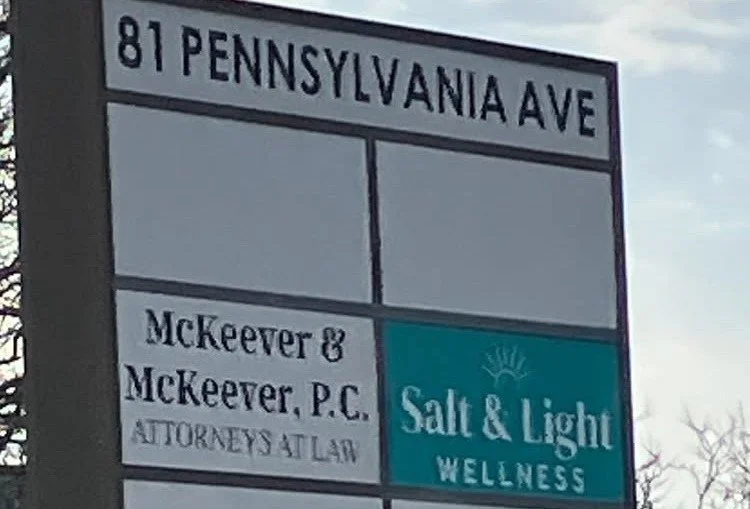 81 PENNSYLVANIA AVE
McKeever &
McKeever, P.C.
ATTORNEYS AT LAW
Salt & Light
WELLNESS